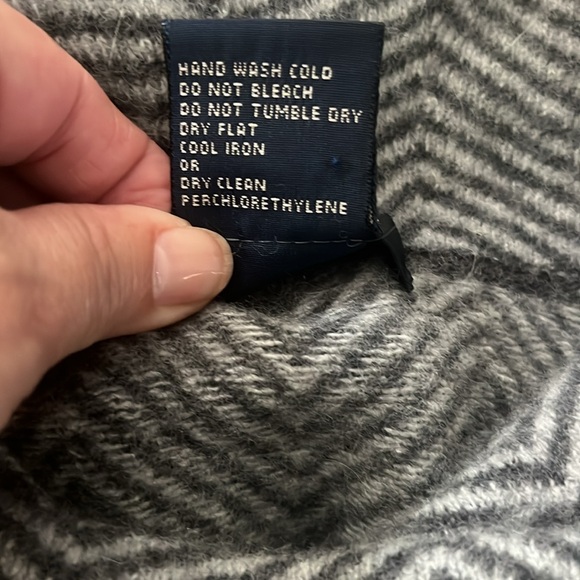 HAND WASH COLD
DO NOT BLEACH
DO NOT TUMBLE DRY
DRY FLAT
COOL IRON
OR
DRY CLEAN
PERCHLORETHYLENE